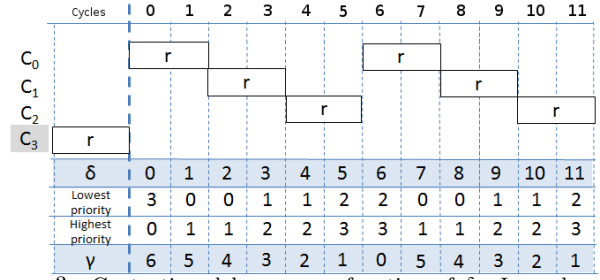 Cycles 0 1 2 3 4 5 6 7 8 9 10 11
C0 r r
C1 r r
C2 r r
C3 r
δ 0 1 2 3 4 5 6 7 8 9 10 11
Lowest priority 3 0 0 1 1 2 2 0 0 1 1 2
Highest priority 0 1 1 2 2 3 3 1 1 2 2 3
γ 6 5 4 3 2 1 0 5 4 3 2 1